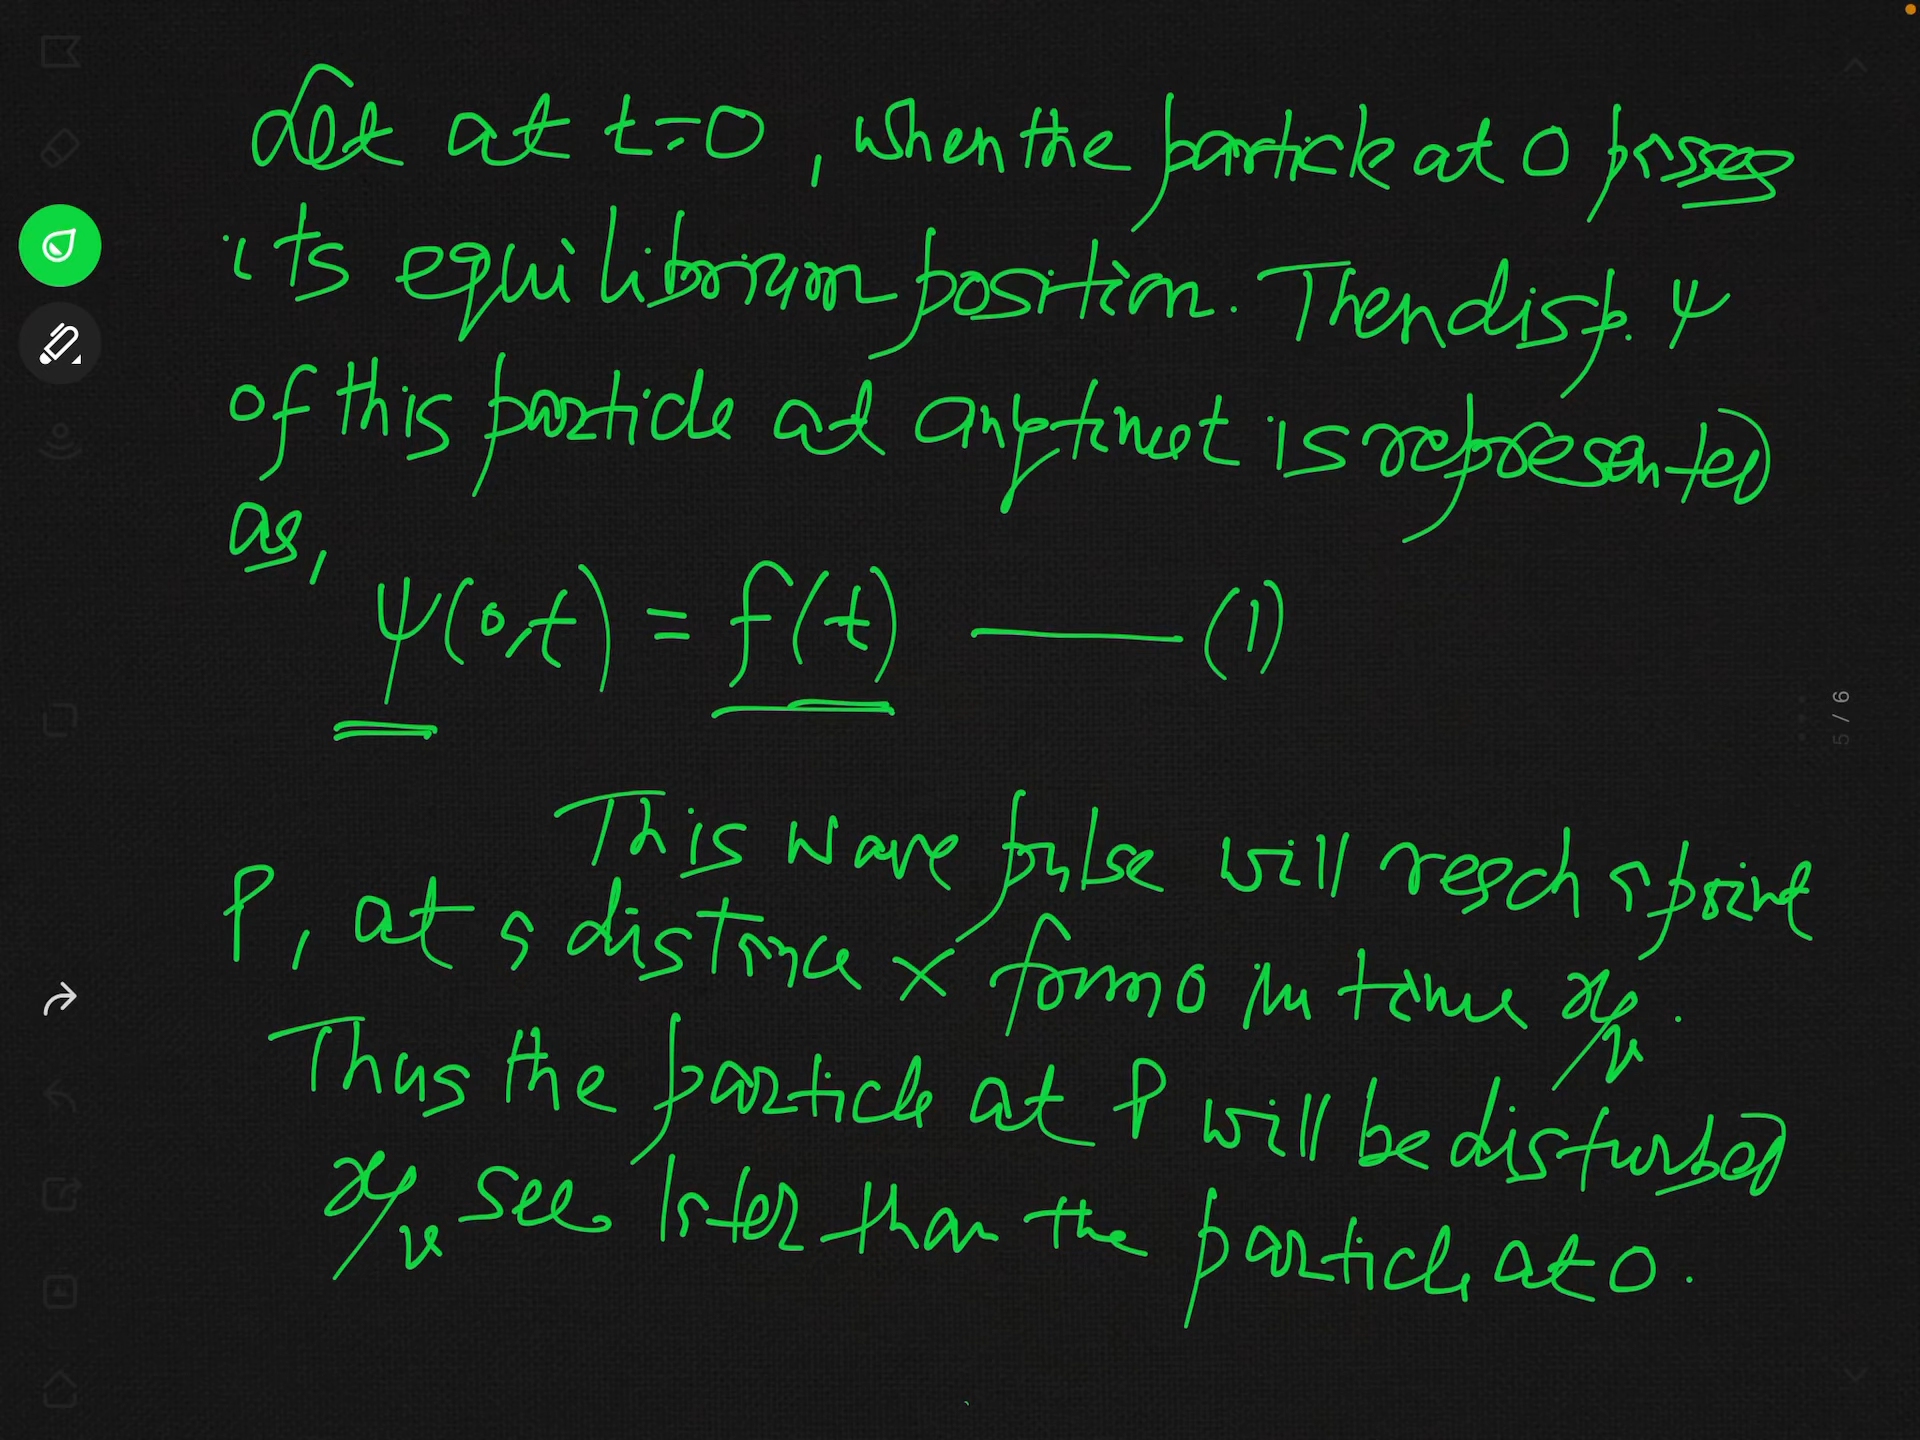 Let at t=0, when the particle at O passes
its equilibrium position. Then disp. ψ
of this particle at any time t is represented
as,
ψ(0,t) = f(t) ——— (1)
This wave pulse will reach a point
P, at a distance x from O in time x/v.
Thus the particle at P will be disturbed
x/v sec later than the particle at O.
5 / 6